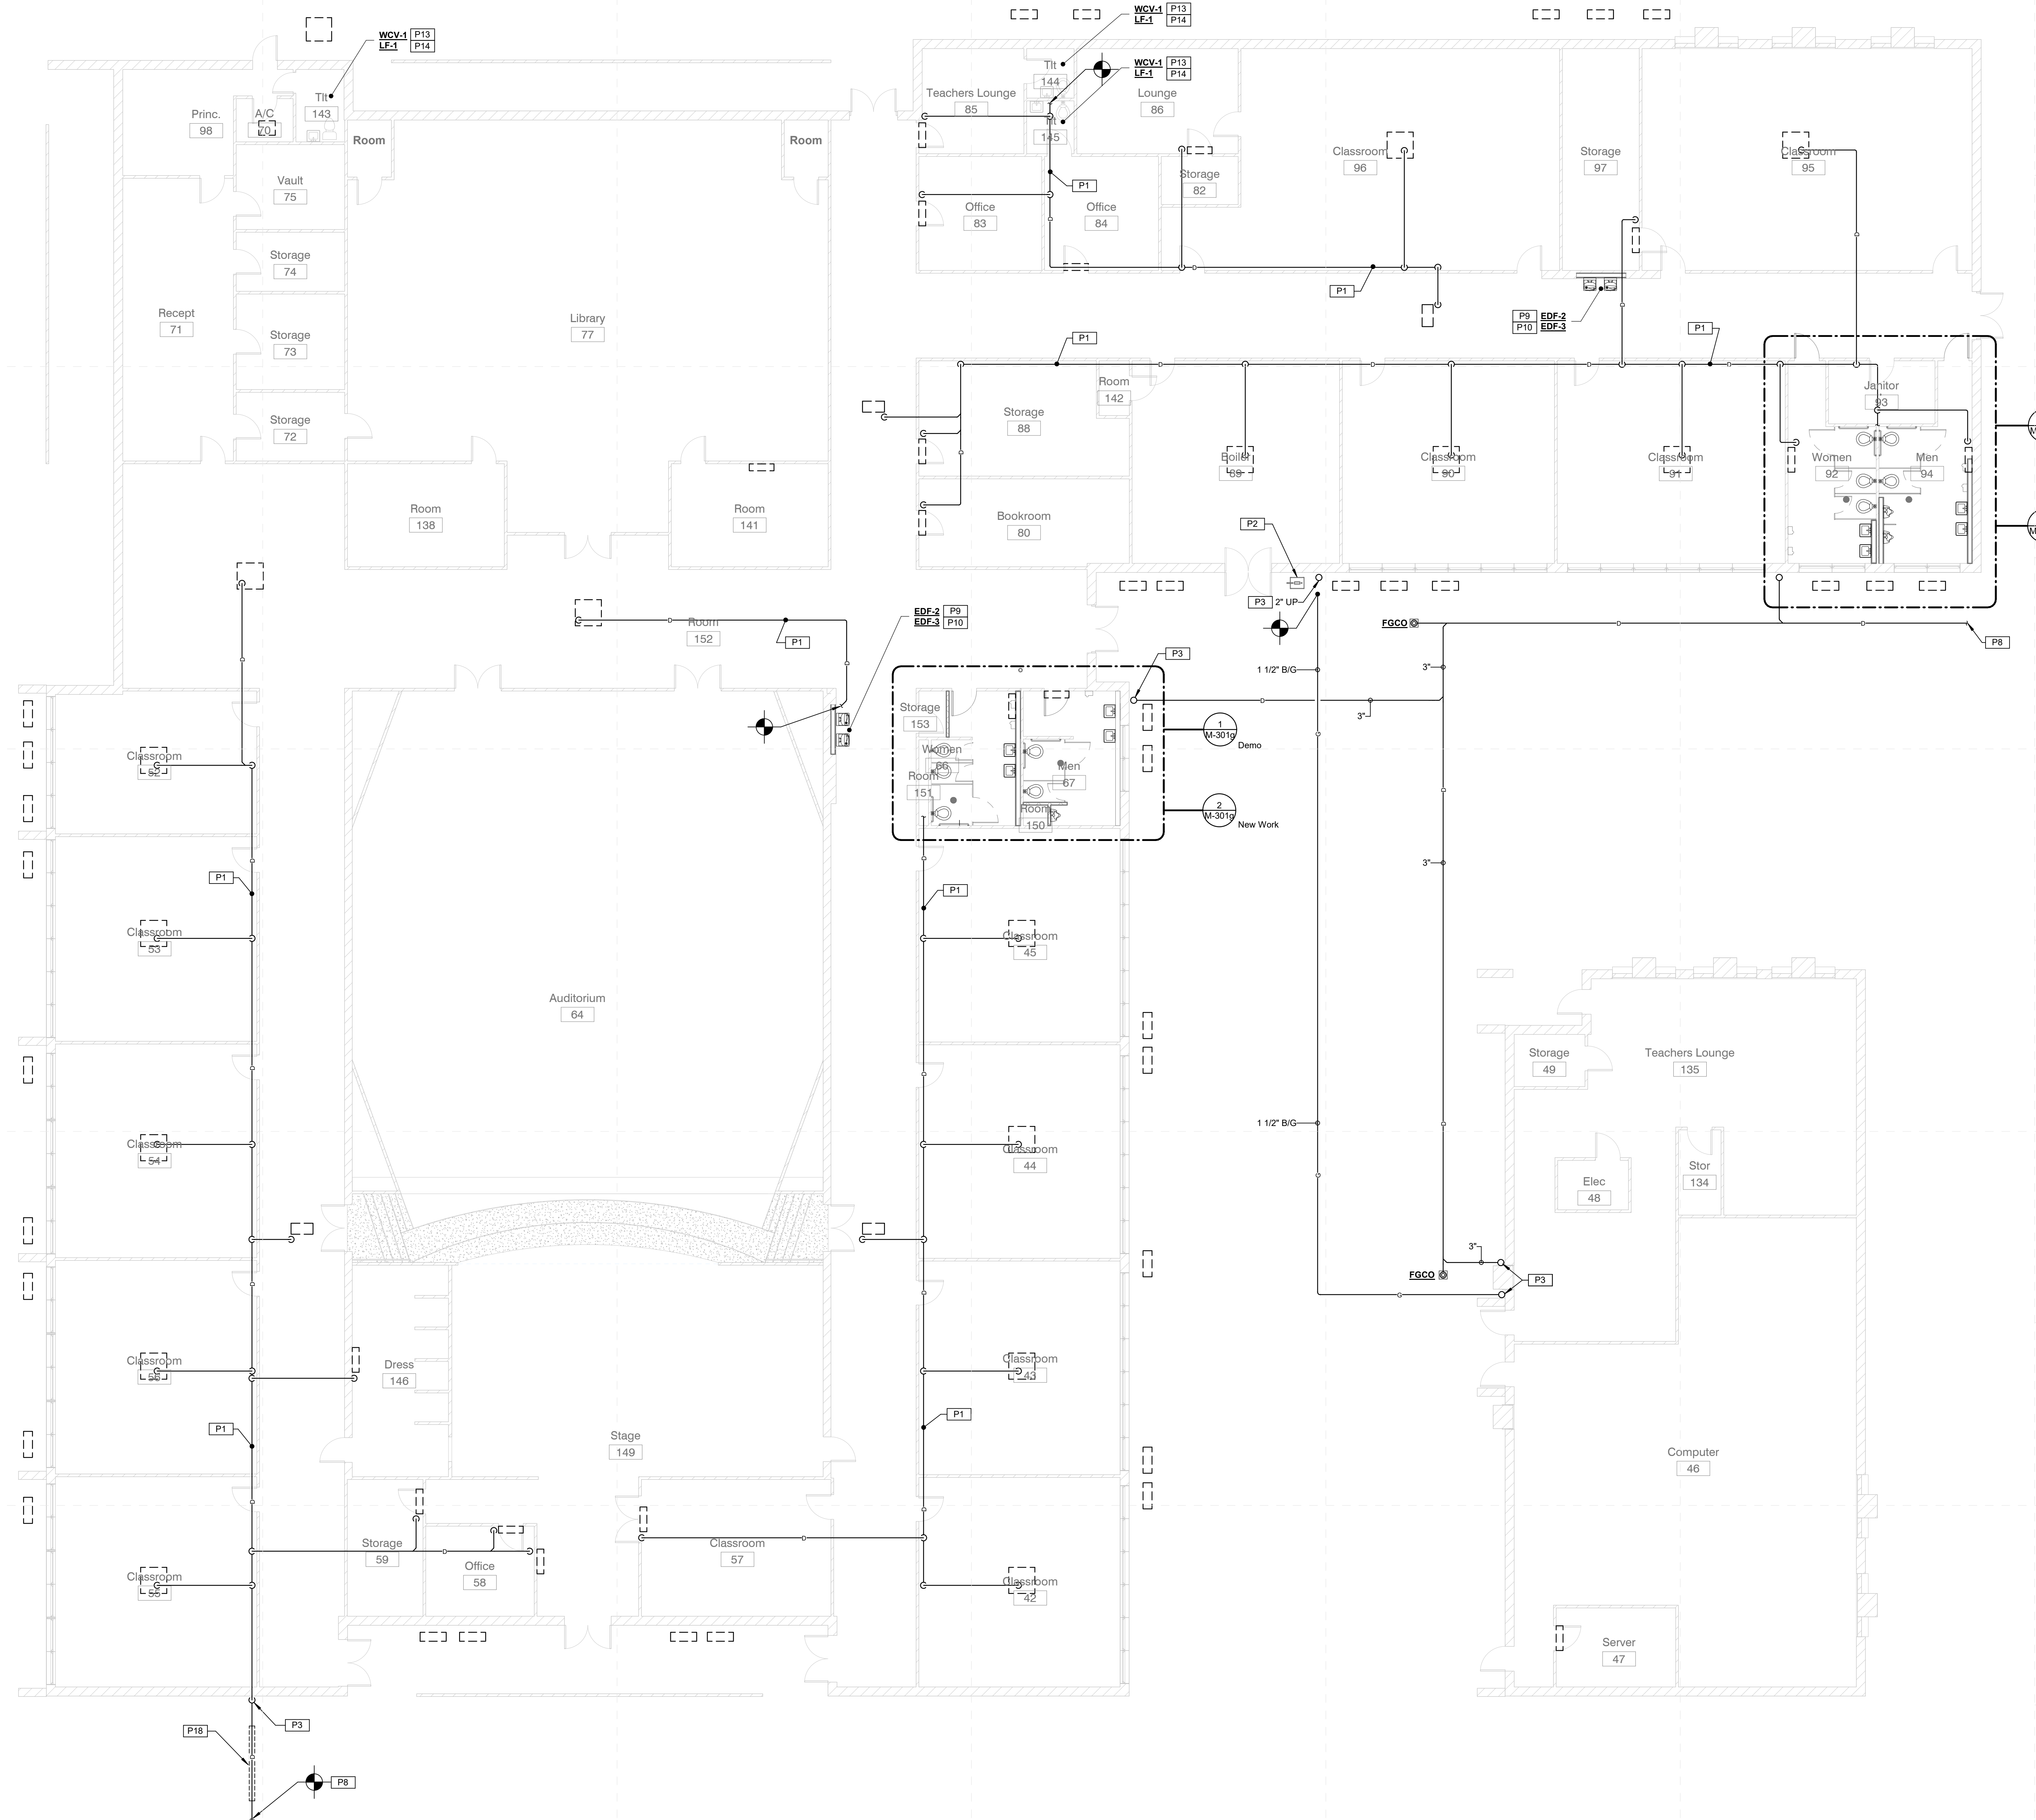 WCV-1 P13
LF-1 P14
WCV-1 P13
LF-1 P14
WCV-1 P13
LF-1 P14
Princ.
98
A/C
70
Tlt
143
Room
Room
Teachers Lounge
85
Tlt
144
Tlt
145
Lounge
86
Classroom
96
Storage
97
Classroom
95
Vault
75
Storage
82
P1
Office
83
Office
84
Storage
74
P1
Recept
71
Library
77
Storage
73
P9 EDF-2
P10 EDF-3
P1
P1
Storage
72
Storage
88
Room
142
Janitor
93
Boiler
89
Classroom
90
Classroom
91
Women
92
Men
94
Room
138
Room
141
Bookroom
80
P2
P3 2" UP
EDF-2 P9
EDF-3 P10
Room
152
P1
FGCO
P8
P3
1 1/2" B/G
3"
3"
Storage
153
1
M-301g
Demo
Classroom
52
Women
66
Men
67
Room
151
Room
150
2
M-301g
New Work
P1
P1
3"
Classroom
53
Classroom
45
Auditorium
64
Storage
49
Teachers Lounge
135
1 1/2" B/G
Classroom
54
Classroom
44
Elec
48
Stor
134
3"
FGCO
P3
Classroom
Dress
146
Classroom
43
P1
P1
Stage
149
Computer
46
Storage
59
Office
58
Classroom
57
Classroom
Classroom
42
Server
47
P3
P18
P8